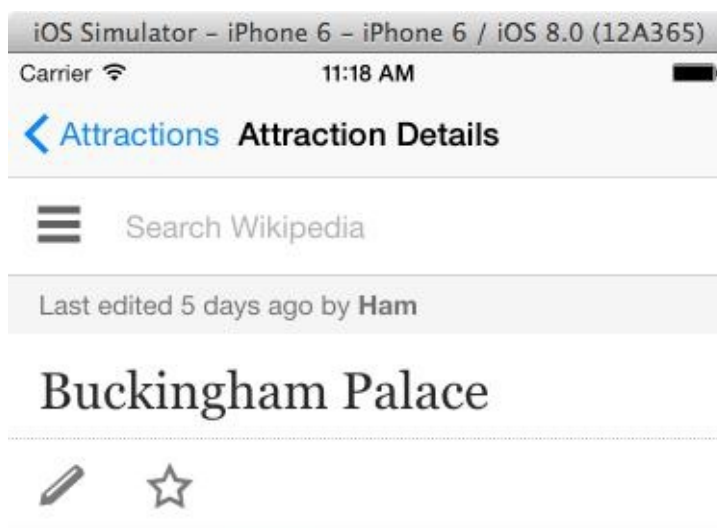 iOS Simulator – iPhone 6 – iPhone 6 / iOS 8.0 (12A365)
Carrier 11:18 AM
Attractions Attraction Details
Search Wikipedia
Last edited 5 days ago by Ham
Buckingham Palace